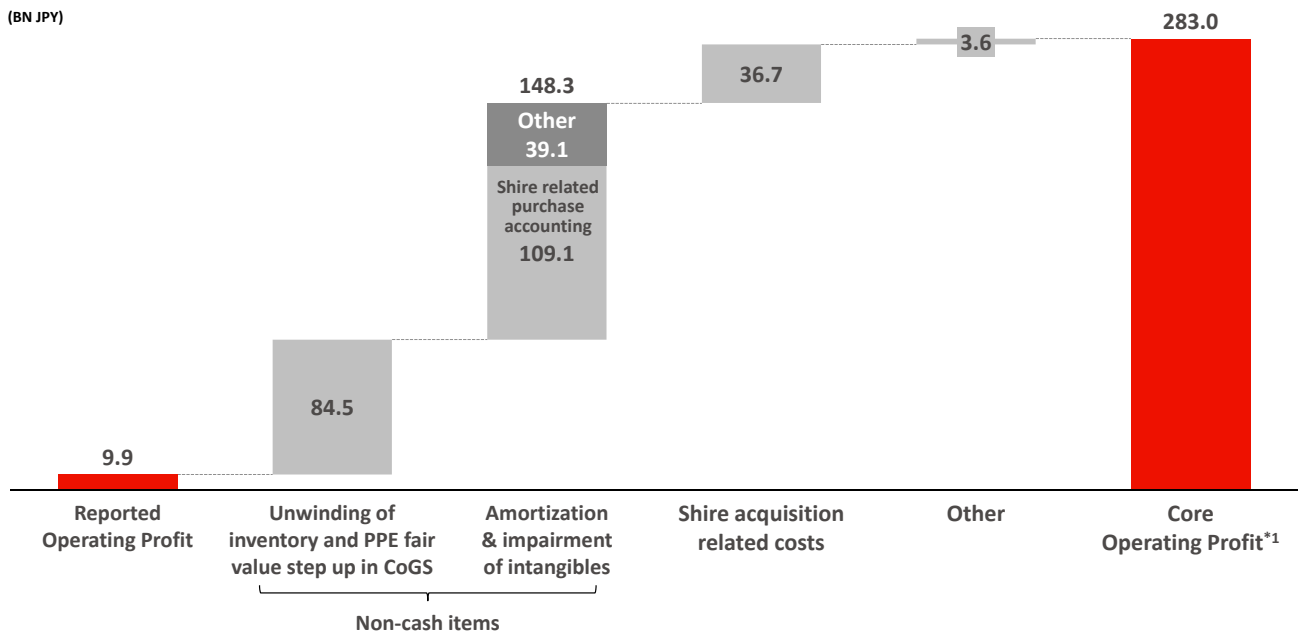 (BN JPY)
9.9
84.5
148.3
Other
39.1
Shire related
purchase
accounting
109.1
36.7
3.6
283.0
Reported
Operating Profit
Unwinding of
inventory and PPE fair
value step up in CoGS
Amortization
& impairment
of intangibles
Non-cash items
Shire acquisition
related costs
Other
Core
Operating Profit*1